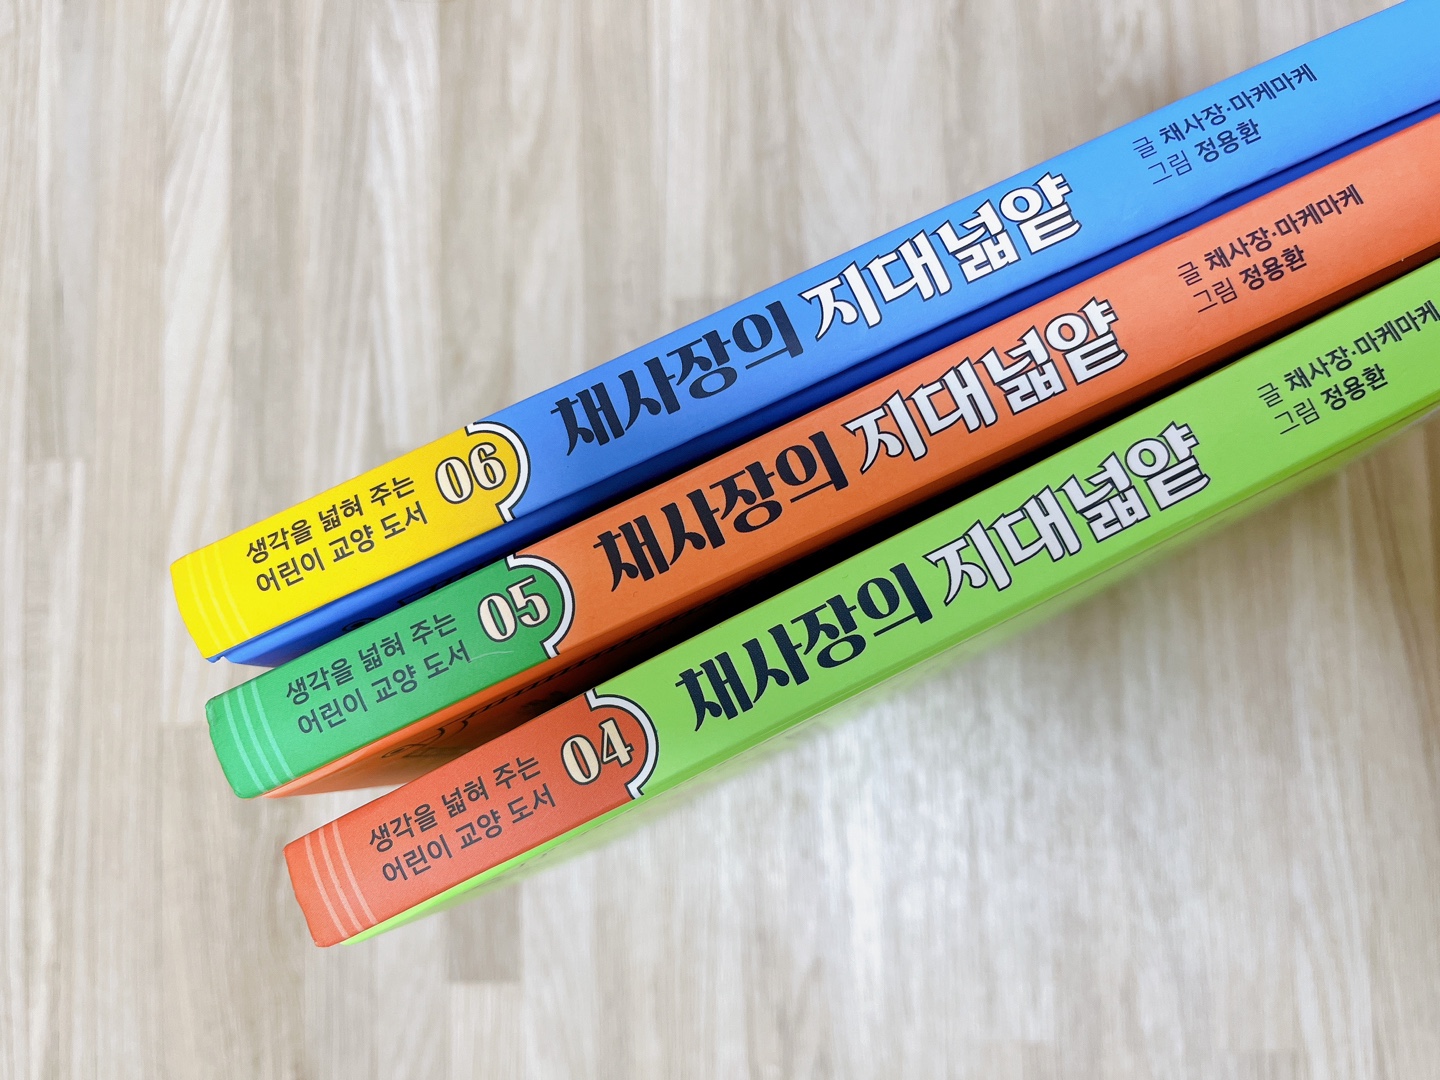 생각을 넓혀 주는
어린이 교양 도서
06
채사장의 지대넓얕
글 채사장·마케마케
그림 정용환
생각을 넓혀 주는
어린이 교양 도서
05
채사장의 지대넓얕
글 채사장·마케마케
그림 정용환
생각을 넓혀 주는
어린이 교양 도서
04
채사장의 지대넓얕
글 채사장·마케마케
그림 정용환